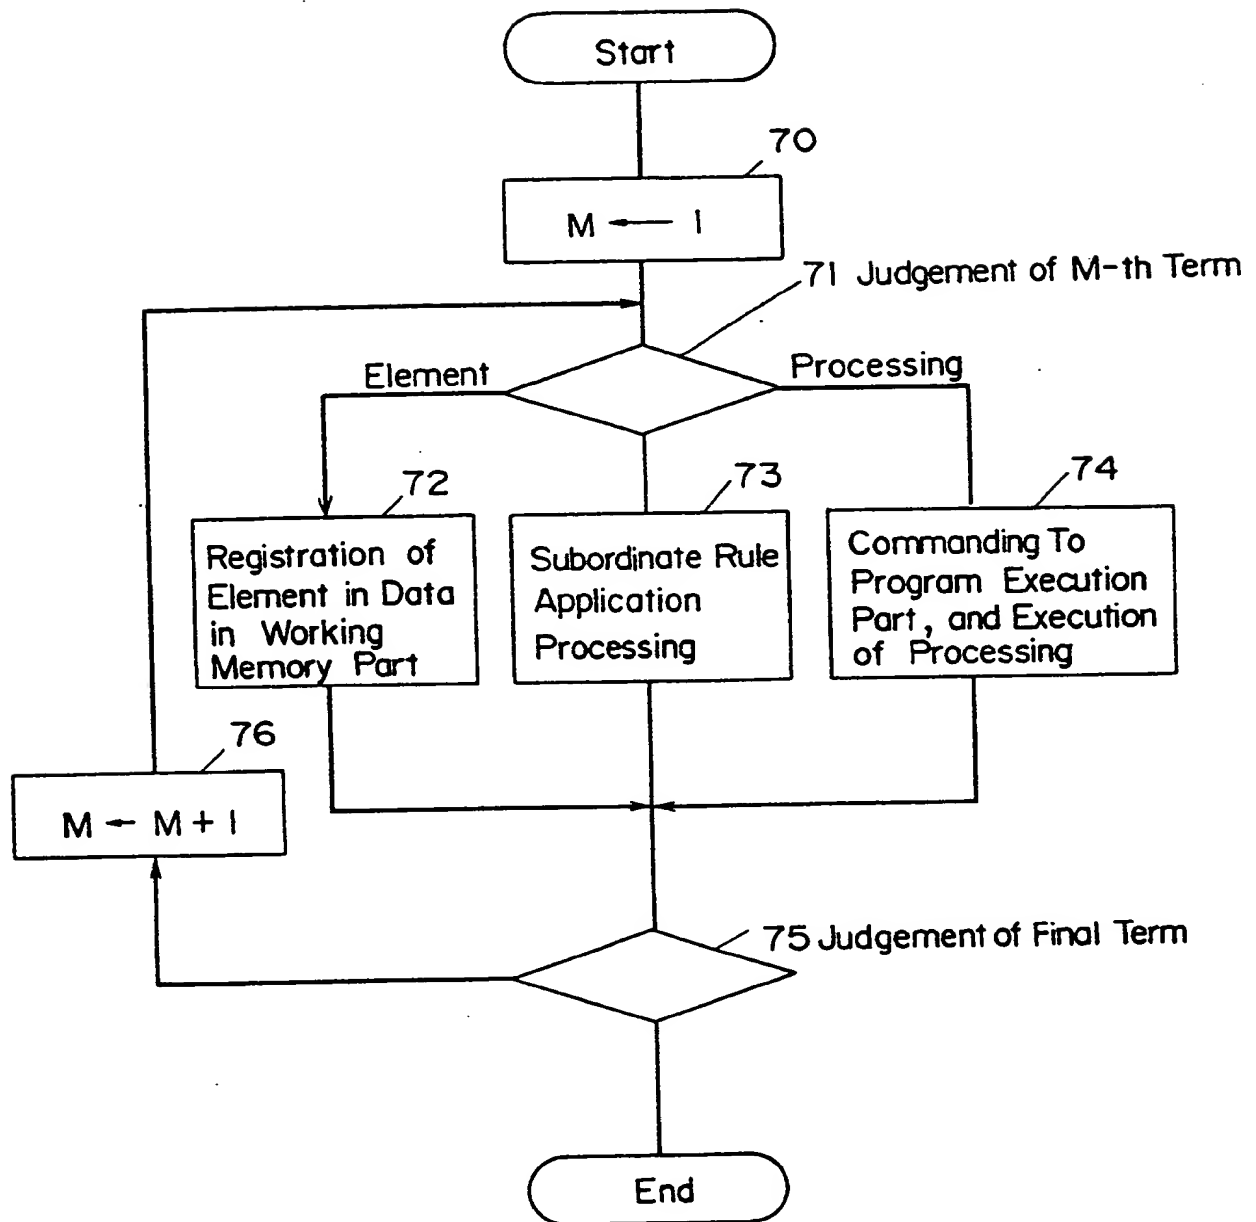 Start
70
M ← 1
71 Judgement of M-th Term
Element
Processing
72
Registration of
Element in Data
in Working
Memory Part
73
Subordinate Rule
Application
Processing
74
Commanding To
Program Execution
Part, and Execution
of Processing
76
M ← M + 1
75 Judgement of Final Term
End